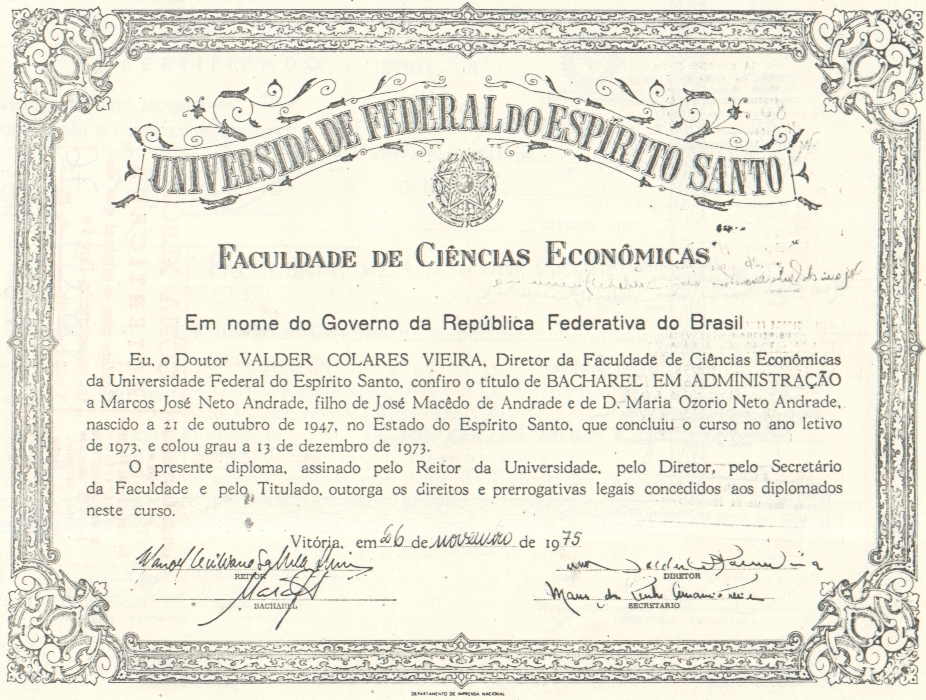 UNIVERSIDADE FEDERAL DO ESPÍRITO SANTO
FACULDADE DE CIÊNCIAS ECONÔMICAS
Em nome do Governo da República Federativa do Brasil
Eu, o Doutor VALDER COLARES VIEIRA, Diretor da Faculdade de Ciências Econômicas
da Universidade Federal do Espírito Santo, confiro o título de BACHAREL EM ADMINISTRAÇÃO
a Marcos José Neto Andrade, filho de José Macêdo de Andrade e de D. Maria Ozorio Neto Andrade,
nascido a 21 de outubro de 1947, no Estado do Espírito Santo, que concluiu o curso no ano letivo
de 1973, e colou grau a 13 de dezembro de 1973.
O presente diploma, assinado pelo Reitor da Universidade, pelo Diretor, pelo Secretário
da Faculdade e pelo Titulado, outorga os direitos e prerrogativas legais concedidos aos diplomados
neste curso.
Vitória, em 26 de novembro de 1975
REITOR
DIRETOR
BACHAREL
SECRETÁRIO
DEPARTAMENTO DE IMPRENSA NACIONAL